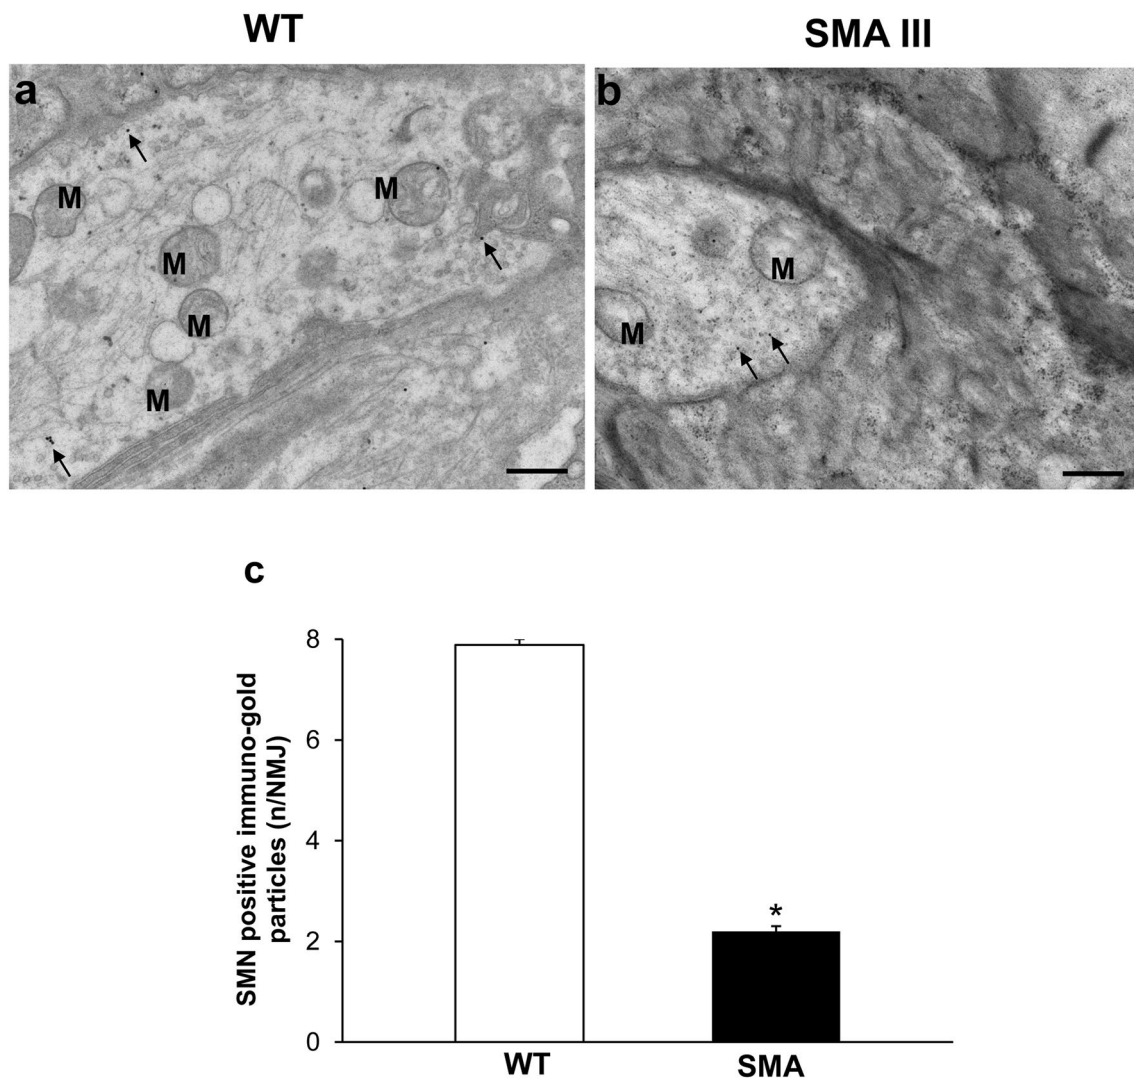 WT
SMA III
a
b
M
M
M
M
M
M
M
c
SMN positive immuno-gold
particles (n/NMJ)
8
6
4
2
0
*
WT
SMA